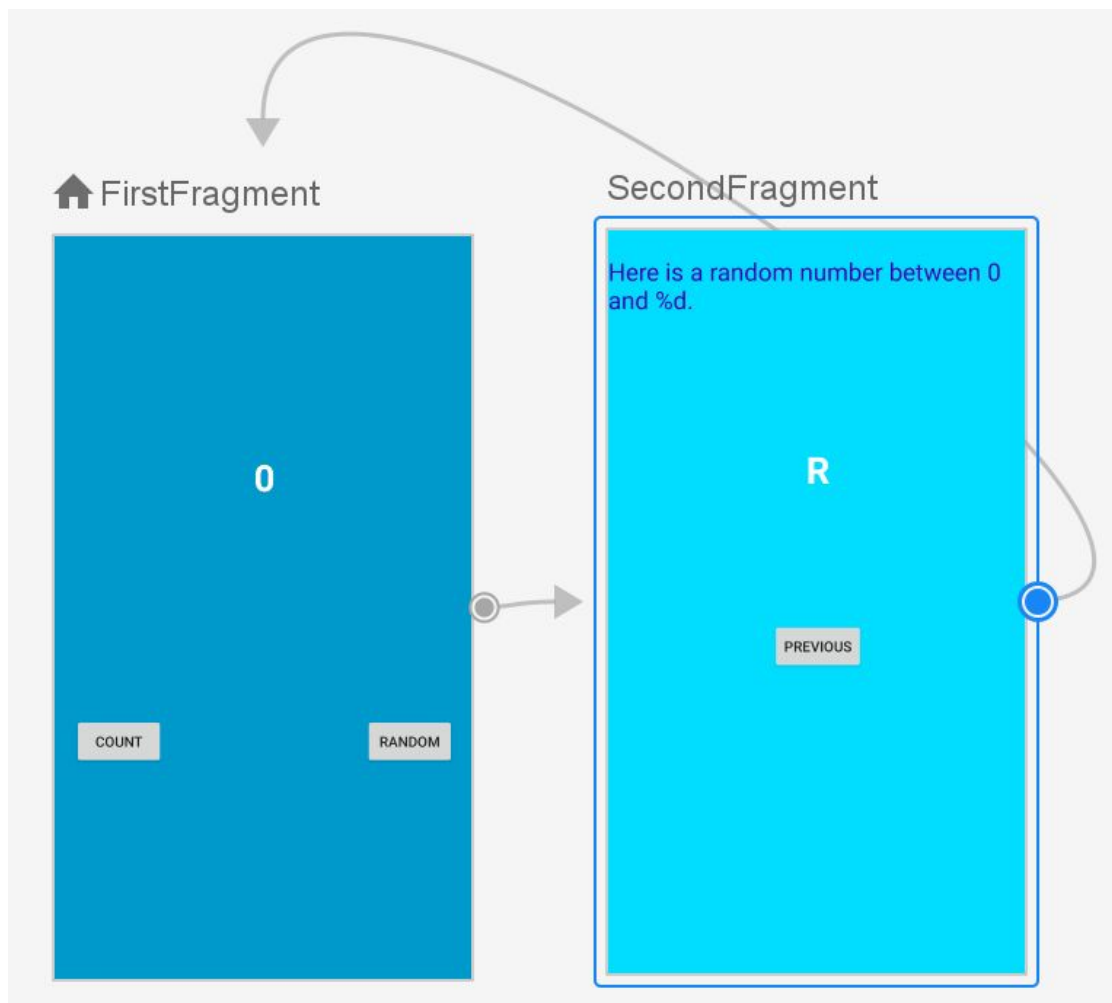 FirstFragment
0
COUNT
RANDOM
SecondFragment
Here is a random number between 0
and %d.
R
PREVIOUS